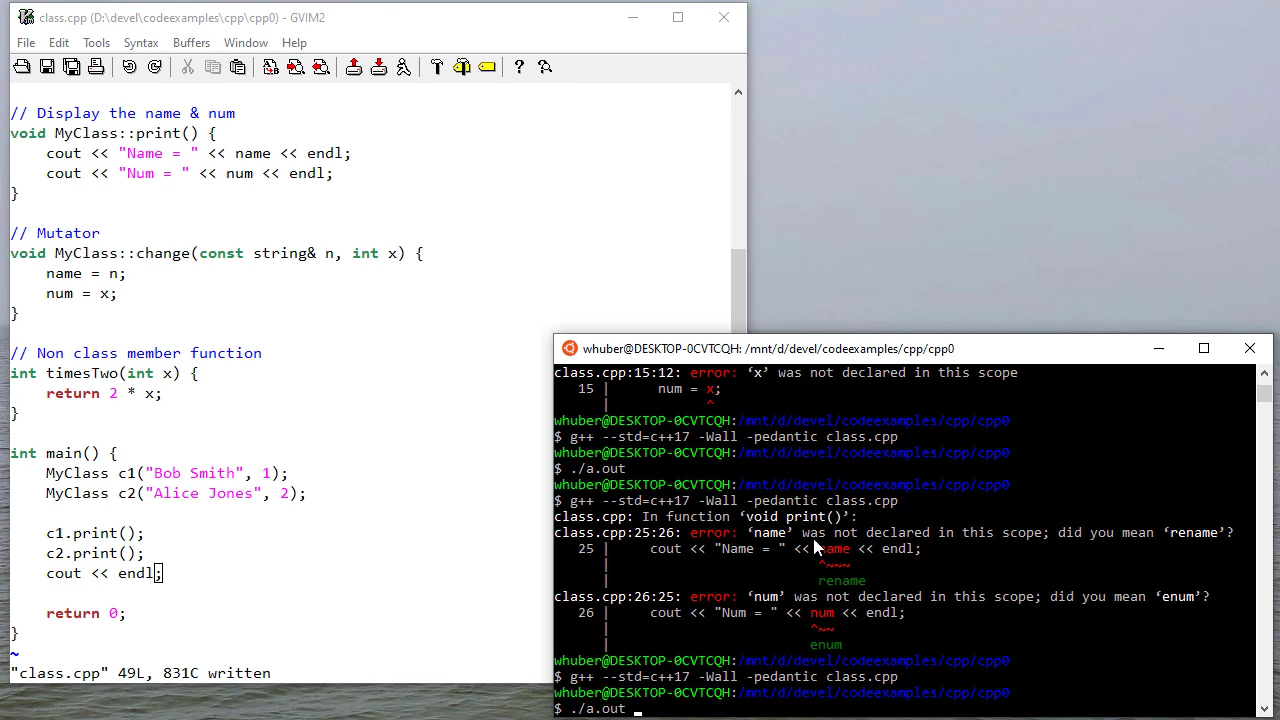 class.cpp (D:\devel\codeexamples\cpp\cpp0) - GVIM2
File Edit Tools Syntax Buffers Window Help
// Display the name & num
void MyClass::print() {
    cout << "Name = " << name << endl;
    cout << "Num = " << num << endl;
}
// Mutator
void MyClass::change(const string& n, int x) {
    name = n;
    num = x;
}
// Non class member function
int timesTwo(int x) {
    return 2 * x;
}
int main() {
    MyClass c1("Bob Smith", 1);
    MyClass c2("Alice Jones", 2);
    c1.print();
    c2.print();
    cout << endl;
    return 0;
}
~
"class.cpp" 49L, 831C written
whuber@DESKTOP-0CVTCQH: /mnt/d/devel/codeexamples/cpp/cpp0
class.cpp:15:12: error: ‘x’ was not declared in this scope
   15 |      num = x;
      |            ^
whuber@DESKTOP-0CVTCQH:/mnt/d/devel/codeexamples/cpp/cpp0
$ g++ --std=c++17 -Wall -pedantic class.cpp
whuber@DESKTOP-0CVTCQH:/mnt/d/devel/codeexamples/cpp/cpp0
$ ./a.out
whuber@DESKTOP-0CVTCQH:/mnt/d/devel/codeexamples/cpp/cpp0
$ g++ --std=c++17 -Wall -pedantic class.cpp
class.cpp: In function ‘void print()’:
class.cpp:25:26: error: ‘name’ was not declared in this scope; did you mean ‘rename’?
   25 |     cout << "Name = " << name << endl;
      |                          ^~~~
      |                          rename
class.cpp:26:25: error: ‘num’ was not declared in this scope; did you mean ‘enum’?
   26 |     cout << "Num = " << num << endl;
      |                         ^~~
      |                         enum
whuber@DESKTOP-0CVTCQH:/mnt/d/devel/codeexamples/cpp/cpp0
$ g++ --std=c++17 -Wall -pedantic class.cpp
whuber@DESKTOP-0CVTCQH:/mnt/d/devel/codeexamples/cpp/cpp0
$ ./a.out